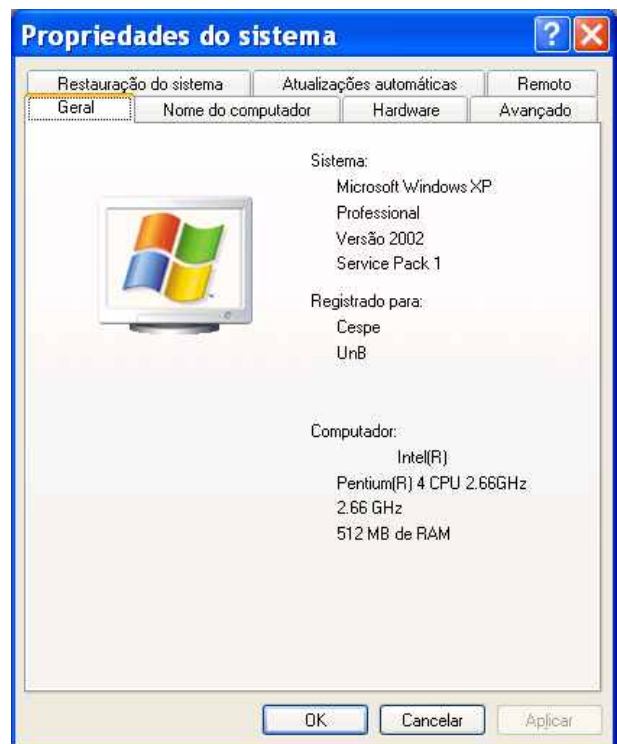 Propriedades do sistema
Restauração do sistema Atualizações automáticas Remoto
Geral Nome do computador Hardware Avançado
Sistema:
Microsoft Windows XP
Professional
Versão 2002
Service Pack 1
Registrado para:
Cespe
UnB
Computador:
Intel(R)
Pentium(R) 4 CPU 2.66GHz
2.66 GHz
512 MB de RAM
OK Cancelar Aplicar